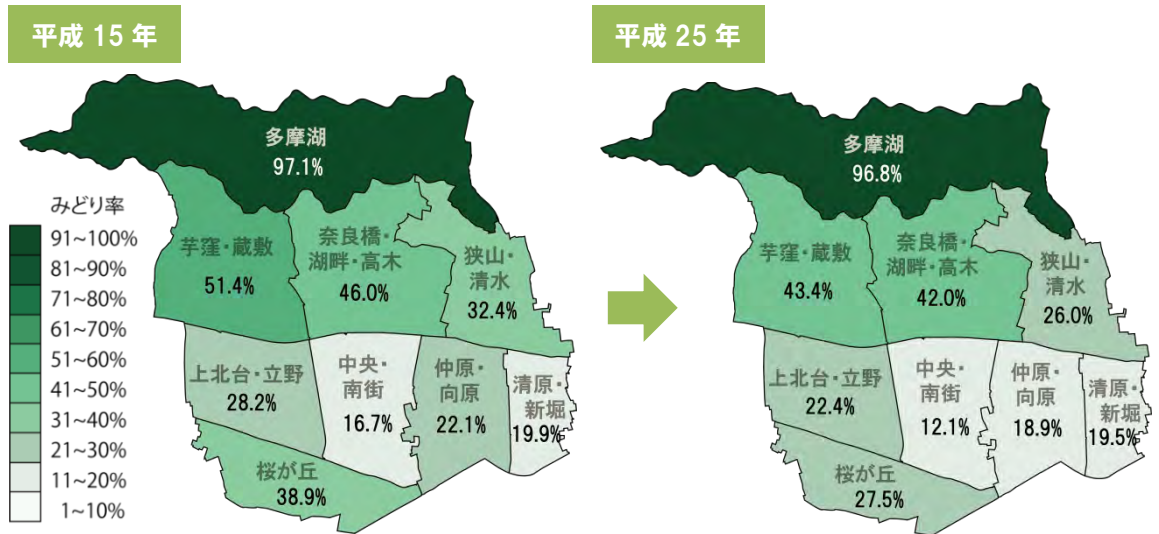 平成 15 年
多摩湖
97.1%
みどり率
91~100%
81~90%
71~80%
61~70%
51~60%
41~50%
31~40%
21~30%
11~20%
1~10%
芋窪・蔵敷
51.4%
奈良橋・
湖畔・高木
46.0%
狭山・
清水
32.4%
上北台・立野
28.2%
中央・
南街
16.7%
仲原・
向原
22.1%
清原・
新堀
19.9%
桜が丘
38.9%
平成 25 年
多摩湖
96.8%
芋窪・蔵敷
43.4%
奈良橋・
湖畔・高木
42.0%
狭山・
清水
26.0%
上北台・立野
22.4%
中央・
南街
12.1%
仲原・
向原
18.9%
清原・
新堀
19.5%
桜が丘
27.5%